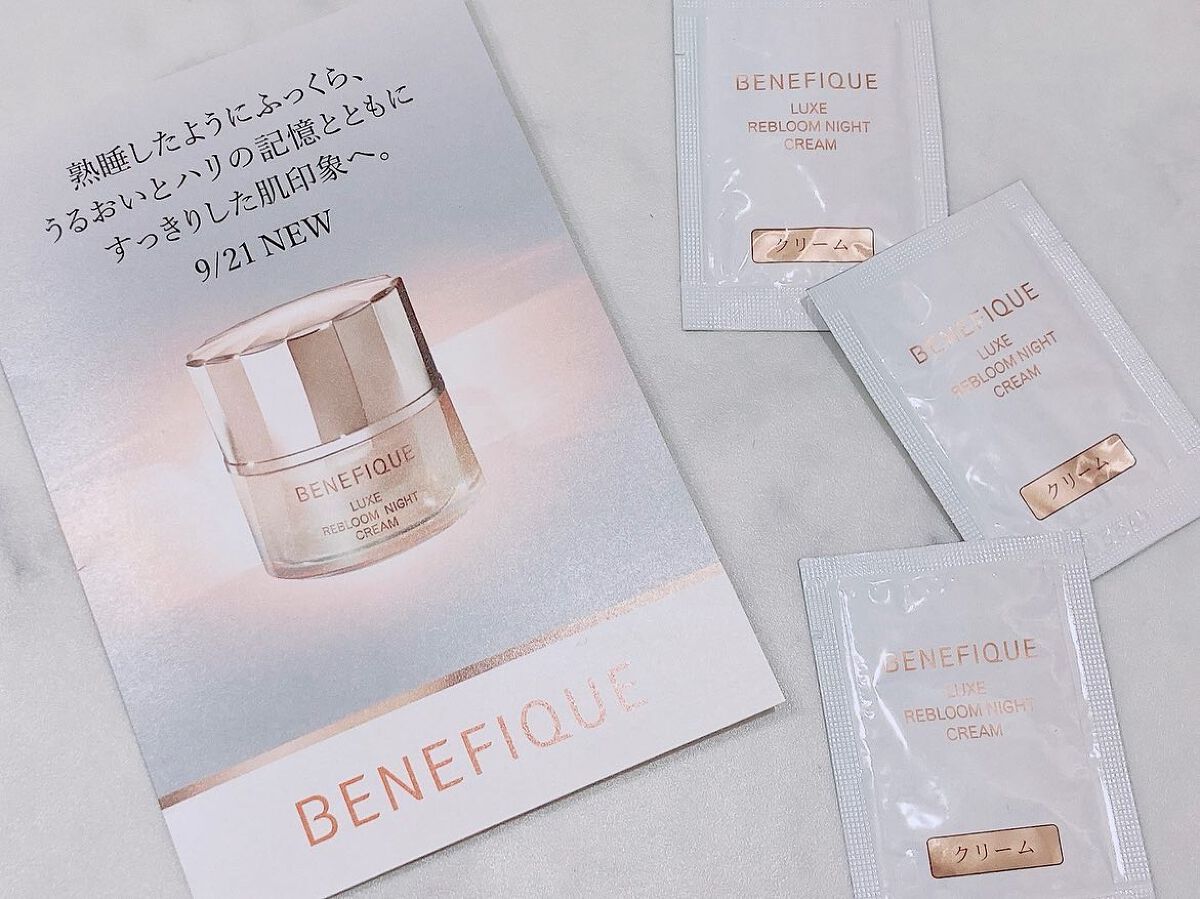 熟睡したようにふっくら、
うるおいとハリの記憶とともに
すっきりした肌印象へ。
9/21 NEW
BENEFIQUE
LUXE
REBLOOM NIGHT
CREAM
BENEFIQUE
BENEFIQUE
LUXE
REBLOOM NIGHT
CREAM
クリーム
BENEFIQUE
LUXE
REBLOOM NIGHT
CREAM
クリーム
BENEFIQUE
LUXE
REBLOOM NIGHT
CREAM
クリーム